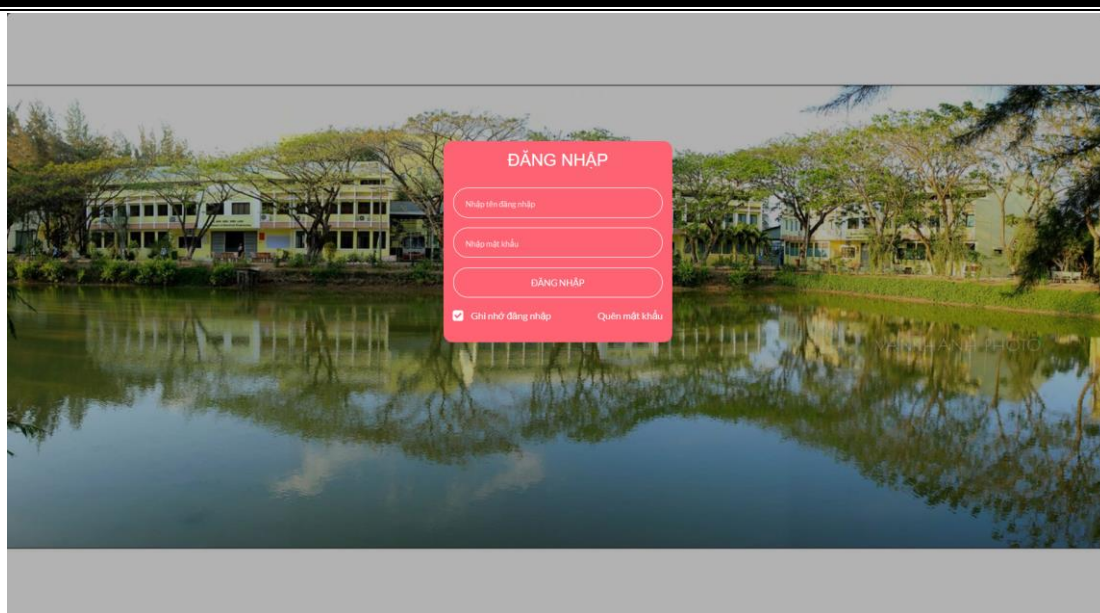 ĐĂNG NHẬP
Nhập tên đăng nhập
Nhập mật khẩu
ĐĂNG NHẬP
Ghi nhớ đăng nhập Quên mật khẩu